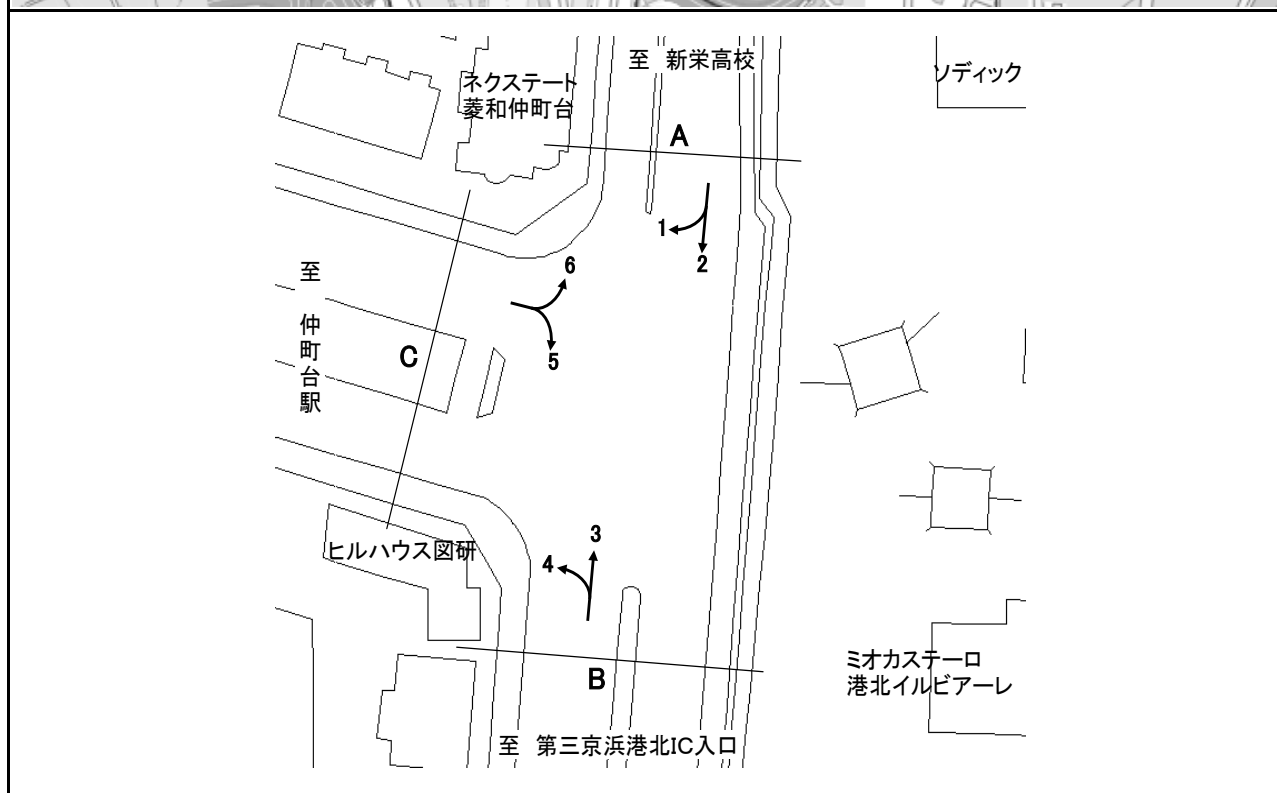 至 新栄高校
ソディック
ネクステート
菱和仲町台
A
1
2
6
5
至 仲町台駅
C
3
4
ヒルハウス図研
B
ミオカステーロ
港北イルビアーレ
至 第三京浜港北IC入口